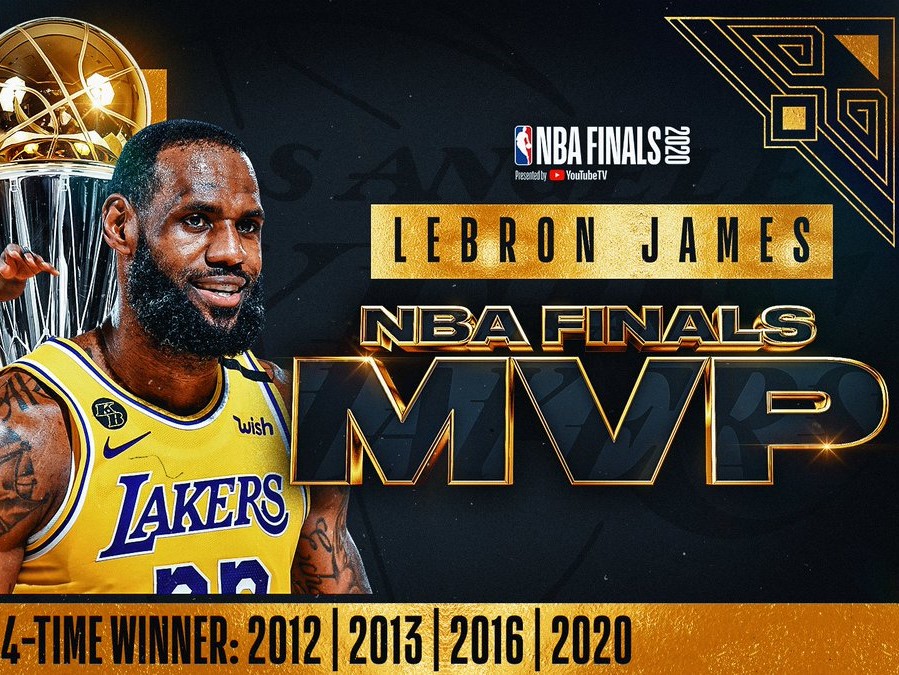 NBA FINALS 2020
Presented by YouTubeTV
LEBRON JAMES
NBA FINALS
MVP
KB
wish
LAKERS
4-TIME WINNER: 2012 | 2013 | 2016 | 2020